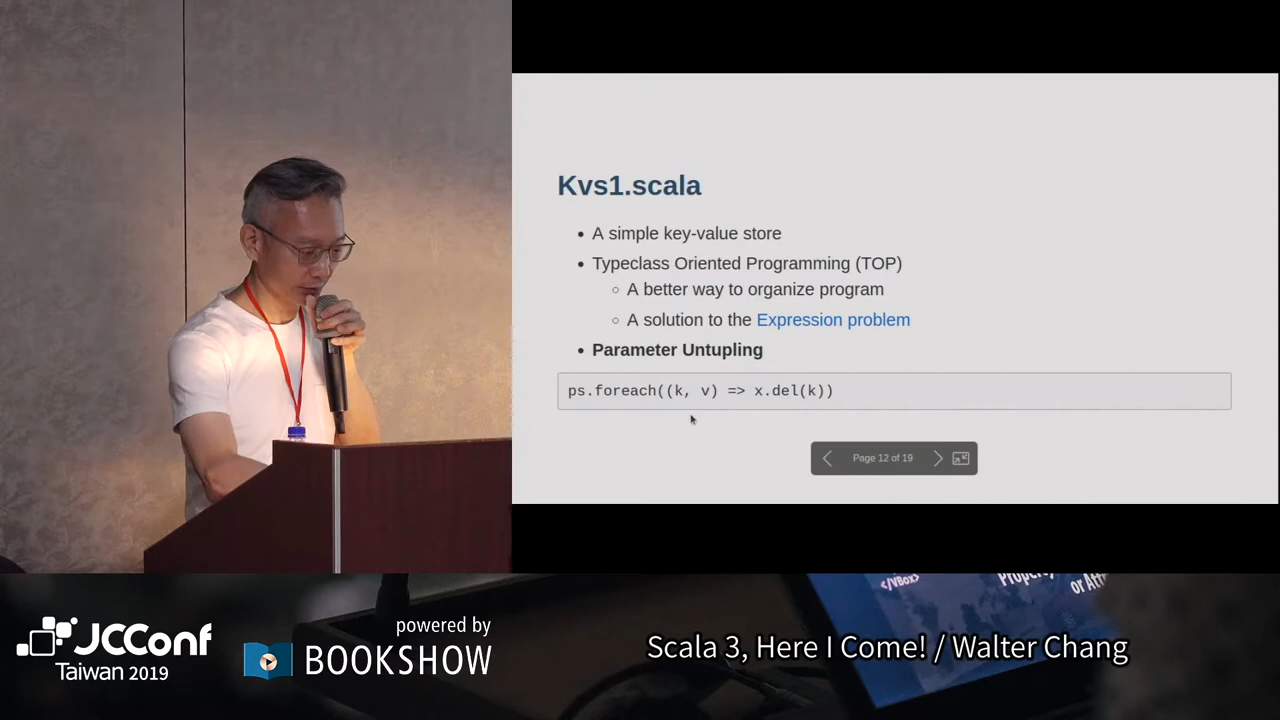 Kvs1.scala
• A simple key-value store
• Typeclass Oriented Programming (TOP)
○ A better way to organize program
○ A solution to the Expression problem
• Parameter Untupling
ps.foreach((k, v) => x.del(k))
Page 12 of 19
</VBox>
or
JCConf
Taiwan 2019
powered by
BOOKSHOW
Scala 3, Here I Come! / Walter Chang